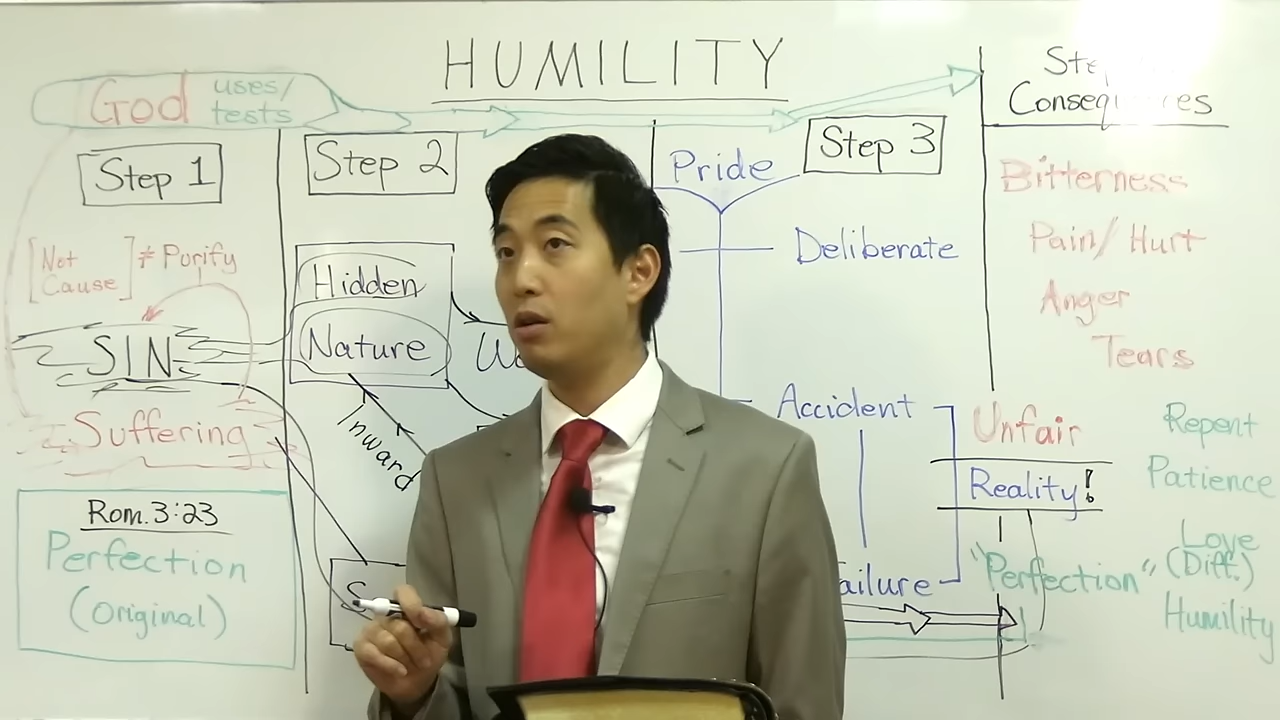 HUMILITY
God uses/
tests
Step 1
[Not
Cause] ≠ Purify
SIN
Suffering
Rom. 3:23
Perfection
(Original)
Step 2
Hidden
Nature
Inward
Step 3
Pride
Deliberate
Accident
Consequences
Bitterness
Pain/Hurt
Anger
Tears
Unfair
Reality!
"Perfection"
Repent
Patience
Love
(Diff.)
Humility